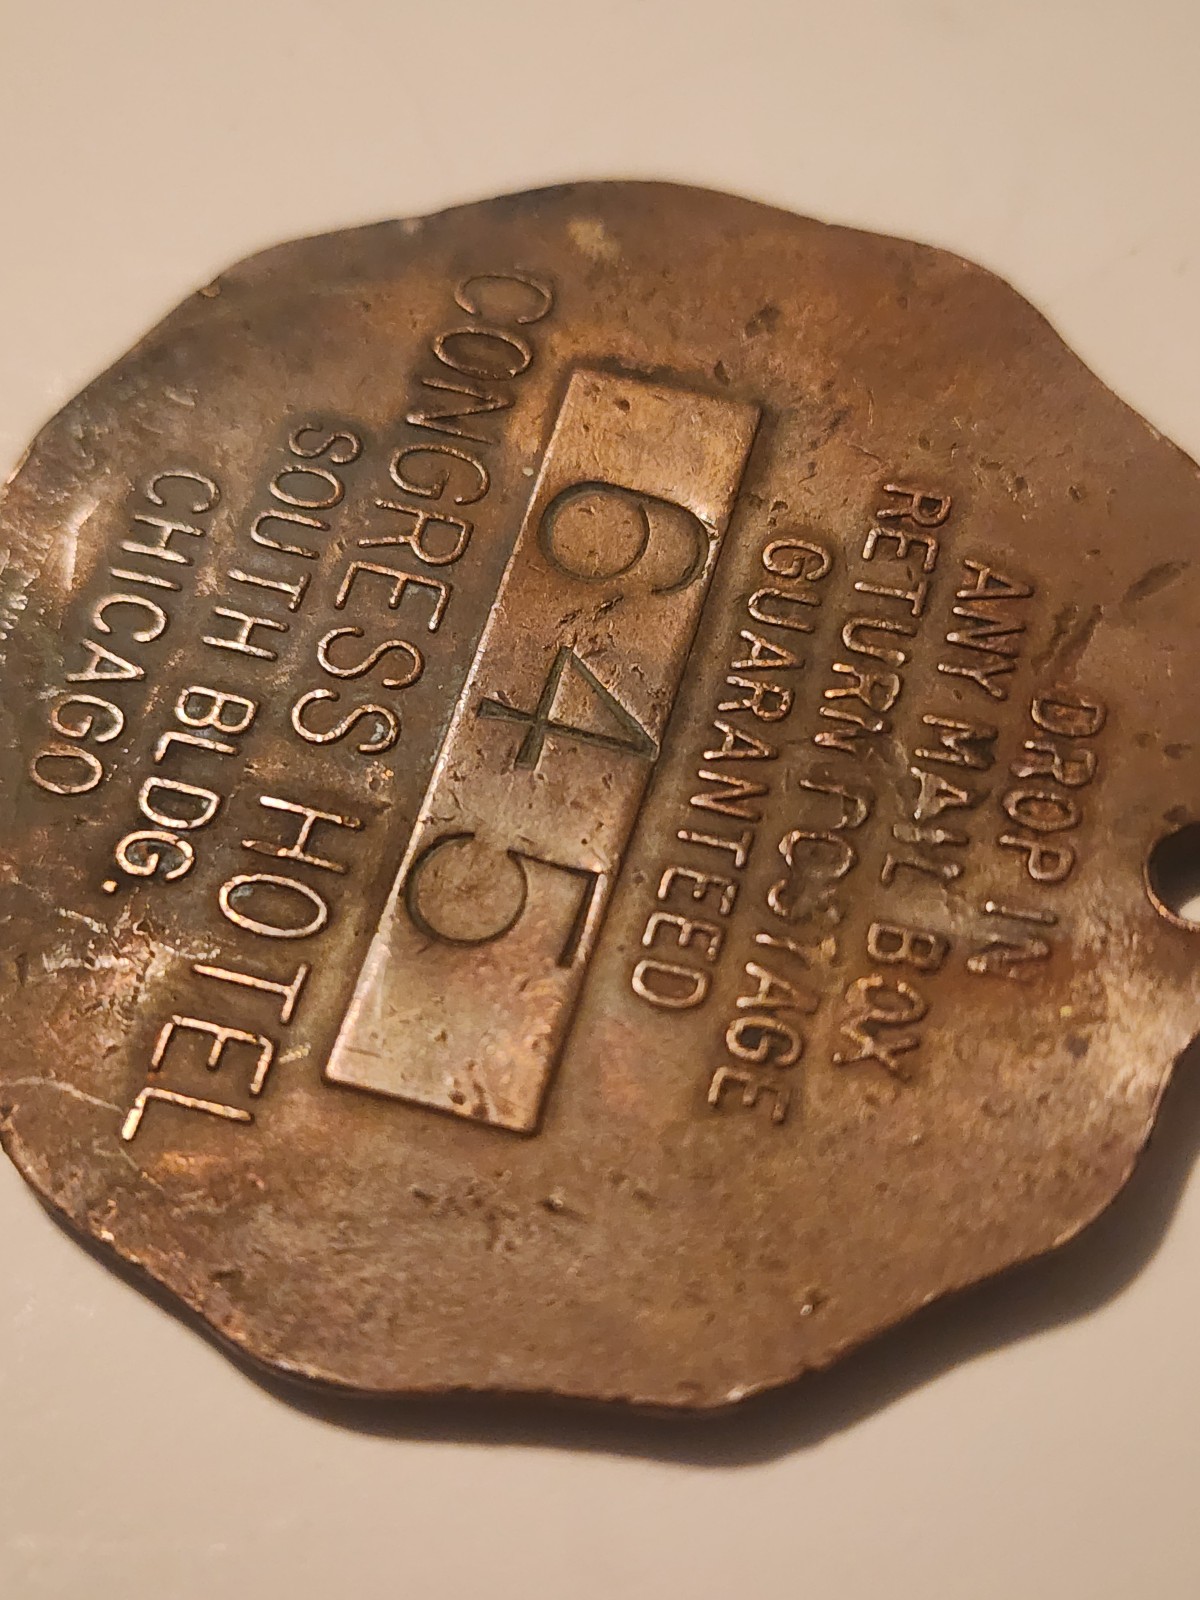 DROP IN
ANY MAIL BOX
RETURN POSTAGE
GUARANTEED
645
CONGRESS HOTEL
SOUTH BLDG.
CHICAGO